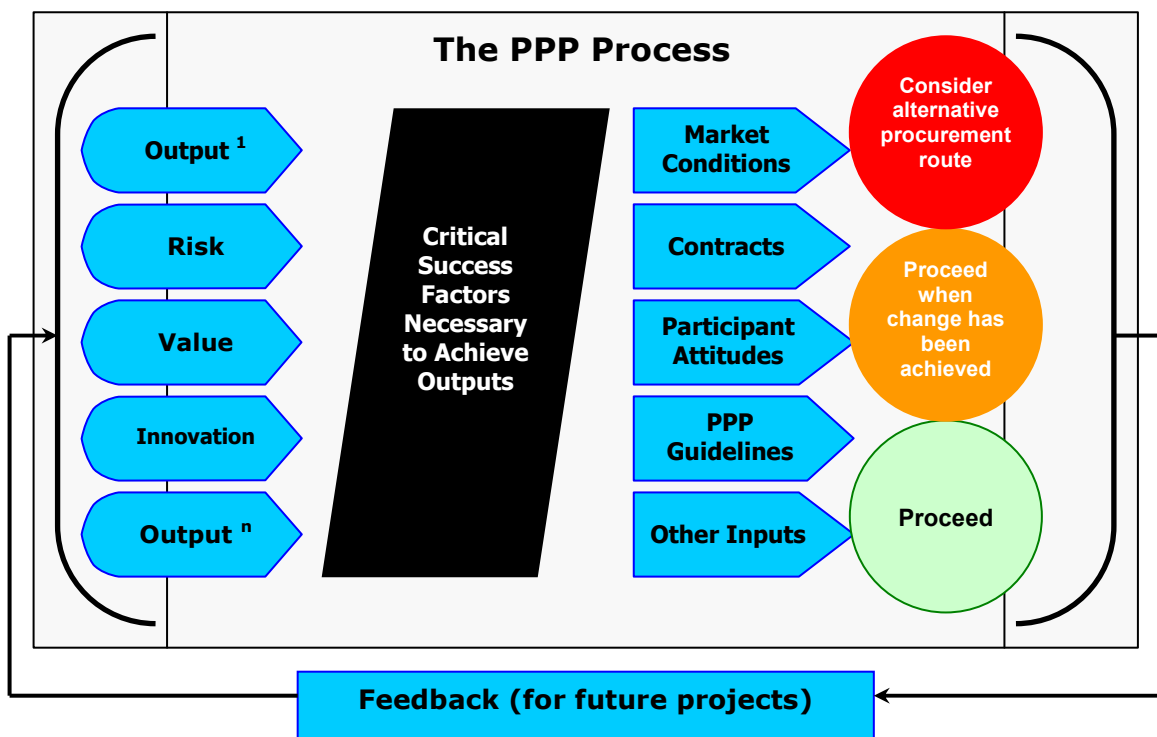 The PPP Process
Output 1
Risk
Value
Innovation
Output n
Critical
Success
Factors
Necessary
to Achieve
Outputs
Market
Conditions
Contracts
Participant
Attitudes
PPP
Guidelines
Other Inputs
Consider
alternative
procurement
route
Proceed
when
change has
been
achieved
Proceed
Feedback (for future projects)